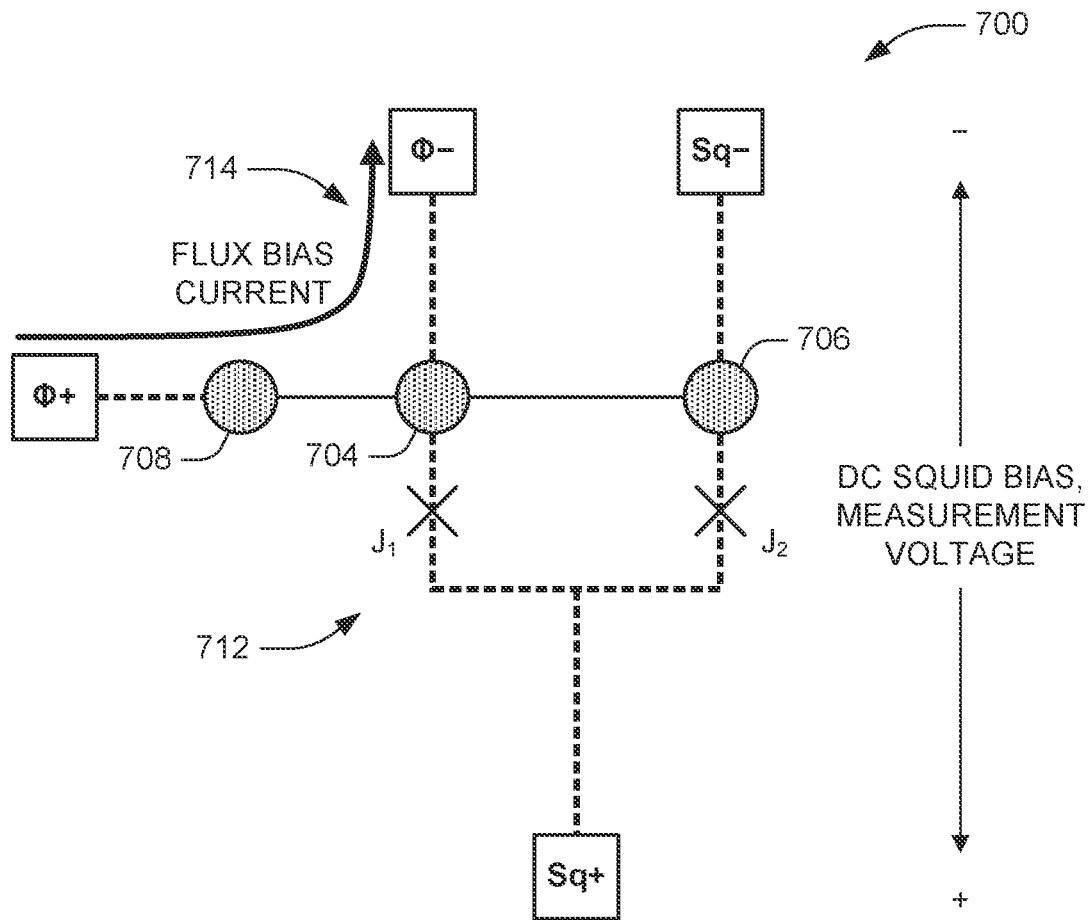 700
Φ−
Sq−
−
714
FLUX BIAS
CURRENT
706
Φ+
708
704
DC SQUID BIAS,
MEASUREMENT
VOLTAGE
J₁
J₂
712
Sq+
+